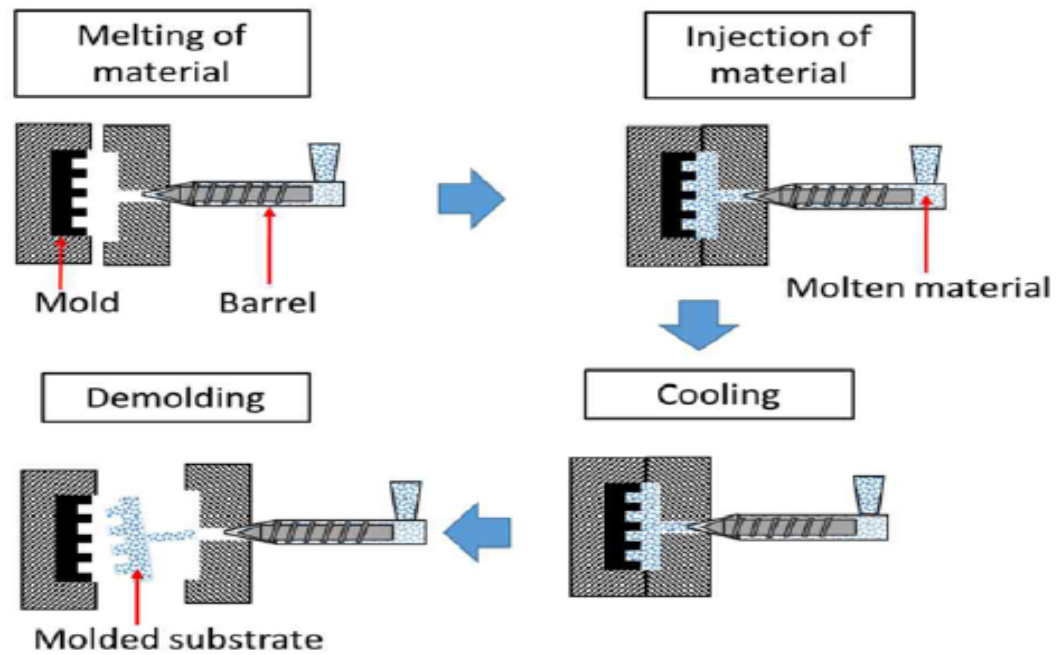 Melting of
material
Injection of
material
Mold
Barrel
Molten material
Demolding
Cooling
Molded substrate